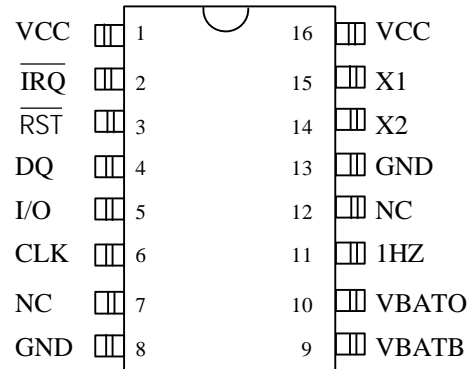 VCC 1 16 VCC
IRQ 2 15 X1
RST 3 14 X2
DQ 4 13 GND
I/O 5 12 NC
CLK 6 11 1HZ
NC 7 10 VBATO
GND 8 9 VBATB